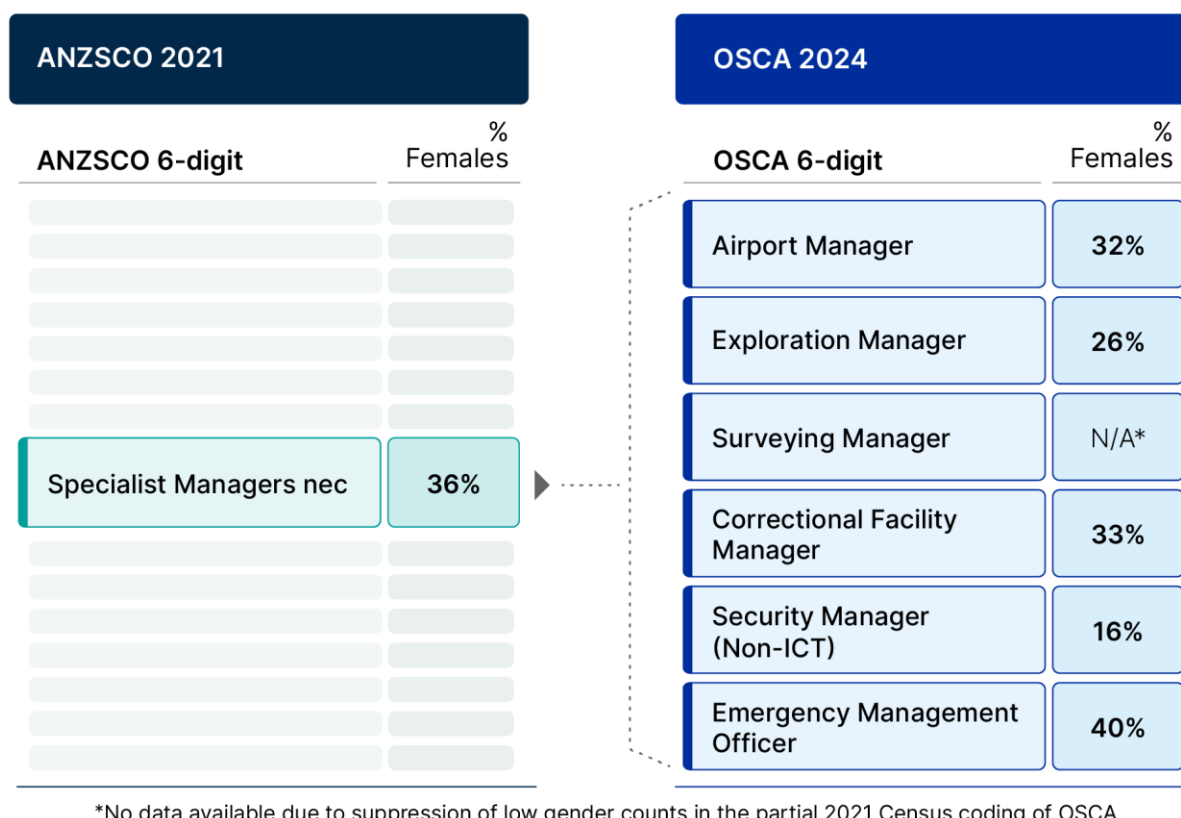 ANZSCO 2021
ANZSCO 6-digit
%
Females
Specialist Managers nec
36%
OSCA 2024
OSCA 6-digit
%
Females
Airport Manager
32%
Exploration Manager
26%
Surveying Manager
N/A*
Correctional Facility
Manager
33%
Security Manager
(Non-ICT)
16%
Emergency Management
Officer
40%
*No data available due to suppression of low gender counts in the partial 2021 Census coding of OSCA